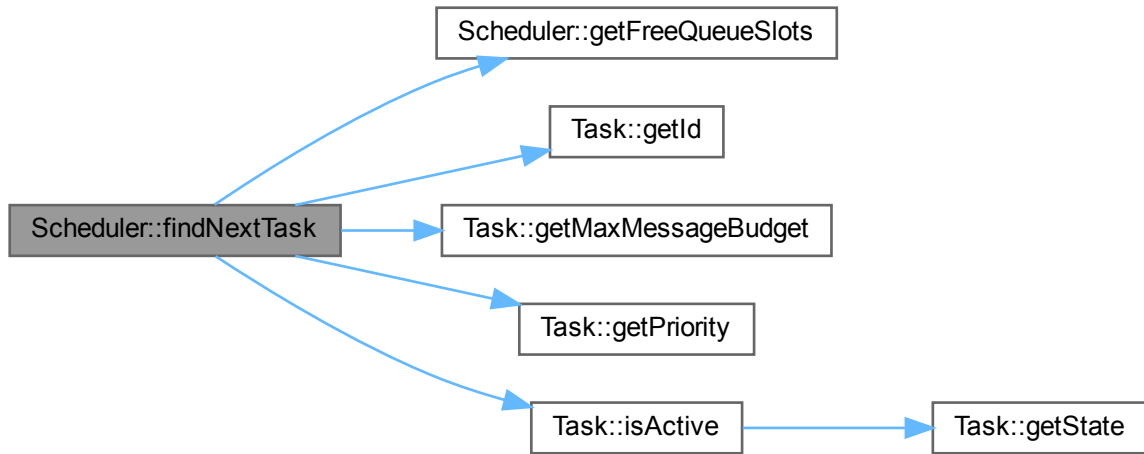 Scheduler::getFreeQueueSlots
Task::getId
Scheduler::findNextTask
Task::getMaxMessageBudget
Task::getPriority
Task::isActive
Task::getState